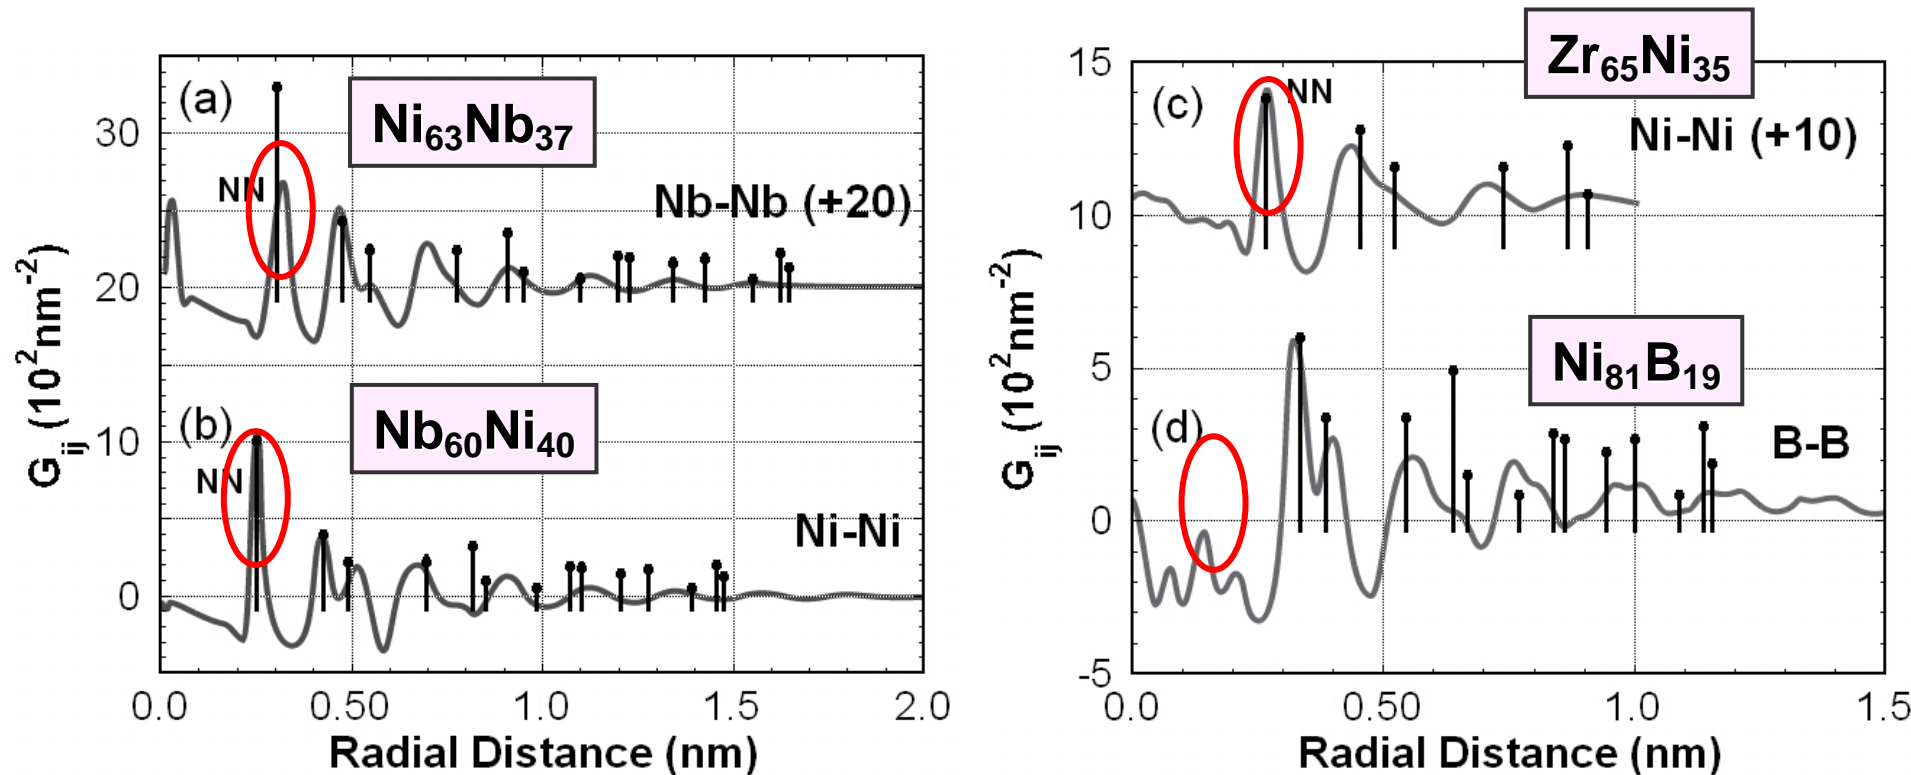 (a)
Ni63Nb37
NN
Nb-Nb (+20)
30
20
10
0
(b)
Nb60Ni40
NN
Ni-Ni
Gij (10²nm⁻²)
0.0 0.50 1.0 1.5 2.0
Radial Distance (nm)
Zr65Ni35
(c)
NN
Ni-Ni (+10)
15
10
5
0
-5
Ni81B19
(d)
B-B
Gij (10²nm⁻²)
0.0 0.50 1.0 1.5
Radial Distance (nm)